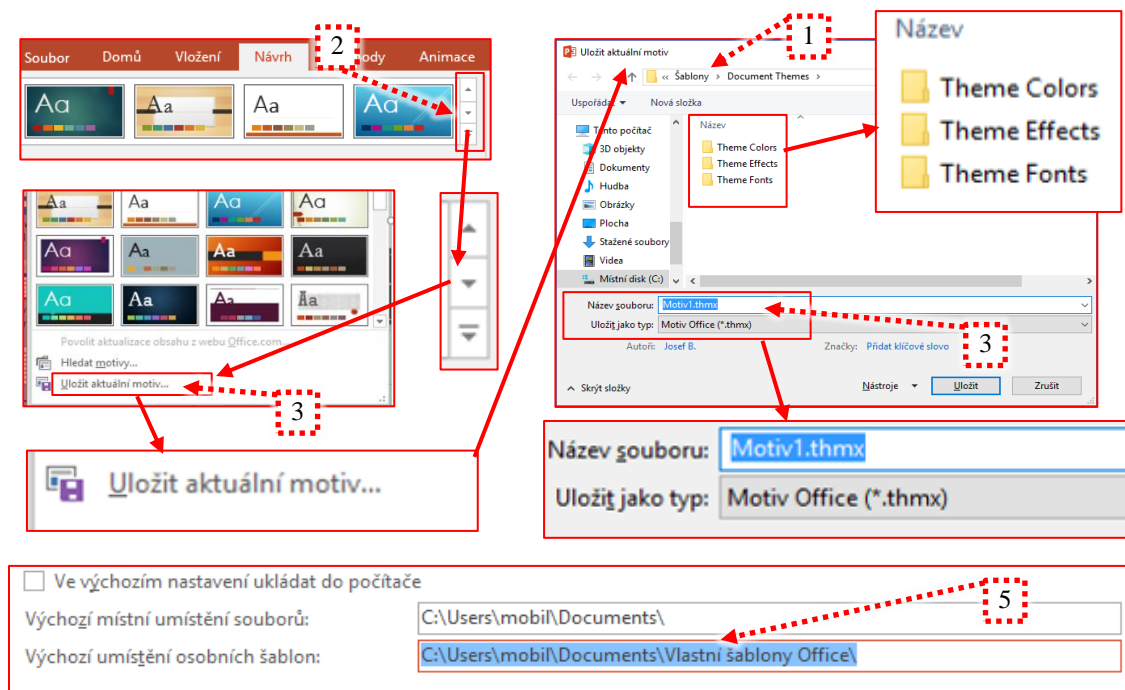 Soubor Domů Vložení Návrh ody Animace
2
Aa Aa Aa Aa
Aa Aa Aa Aa
Aa Aa Aa Aa
Aa Aa Aa Aa
Povolit aktualizace obsahu z webu Office.com...
Hledat motivy...
Uložit aktuální motiv...
3
Uložit aktuální motiv...
Uložit aktuální motiv
1
« Šablony › Document Themes ›
Uspořádat Nová složka
Tento počítač
3D objekty
Dokumenty
Hudba
Obrázky
Plocha
Stažené soubory
Videa
Místní disk (C:)
Název
Theme Colors
Theme Effects
Theme Fonts
Název souboru: Motiv1.thmx
Uložit jako typ: Motiv Office (*.thmx)
Autoři: Josef B. Značky: Přidat klíčové slovo
3
Skrýt složky Nástroje Uložit Zrušit
Název
Theme Colors
Theme Effects
Theme Fonts
Název souboru: Motiv1.thmx
Uložit jako typ: Motiv Office (*.thmx)
Ve výchozím nastavení ukládat do počítače
5
Výchozí místní umístění souborů: C:\Users\mobil\Documents\
Výchozí umístění osobních šablon: C:\Users\mobil\Documents\Vlastní šablony Office\